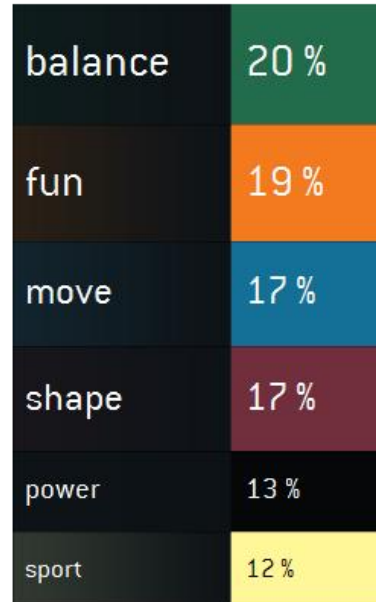 balance 20 %
fun 19 %
move 17 %
shape 17 %
power 13 %
sport 12 %